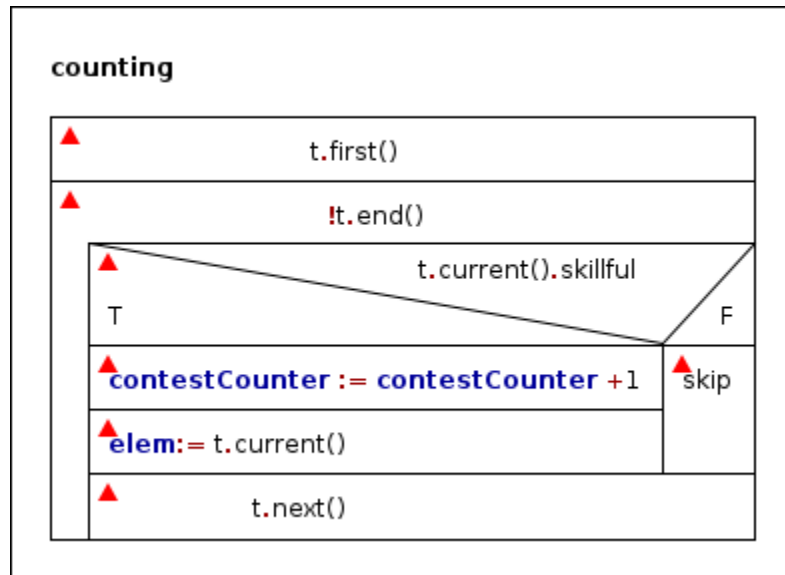 counting
t.first()
!t.end()
t.current().skillful
T
F
contestCounter := contestCounter +1
skip
elem:= t.current()
t.next()